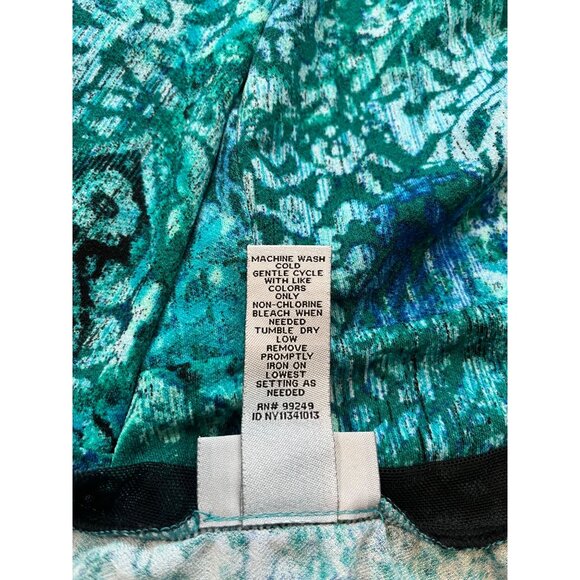 MACHINE WASH
COLD
GENTLE CYCLE
WITH LIKE
COLORS
ONLY
NON-CHLORINE
BLEACH WHEN
NEEDED
TUMBLE DRY
LOW
REMOVE
PROMPTLY
IRON ON
LOWEST
SETTING AS
NEEDED
RN# 99249
ID NY11341013